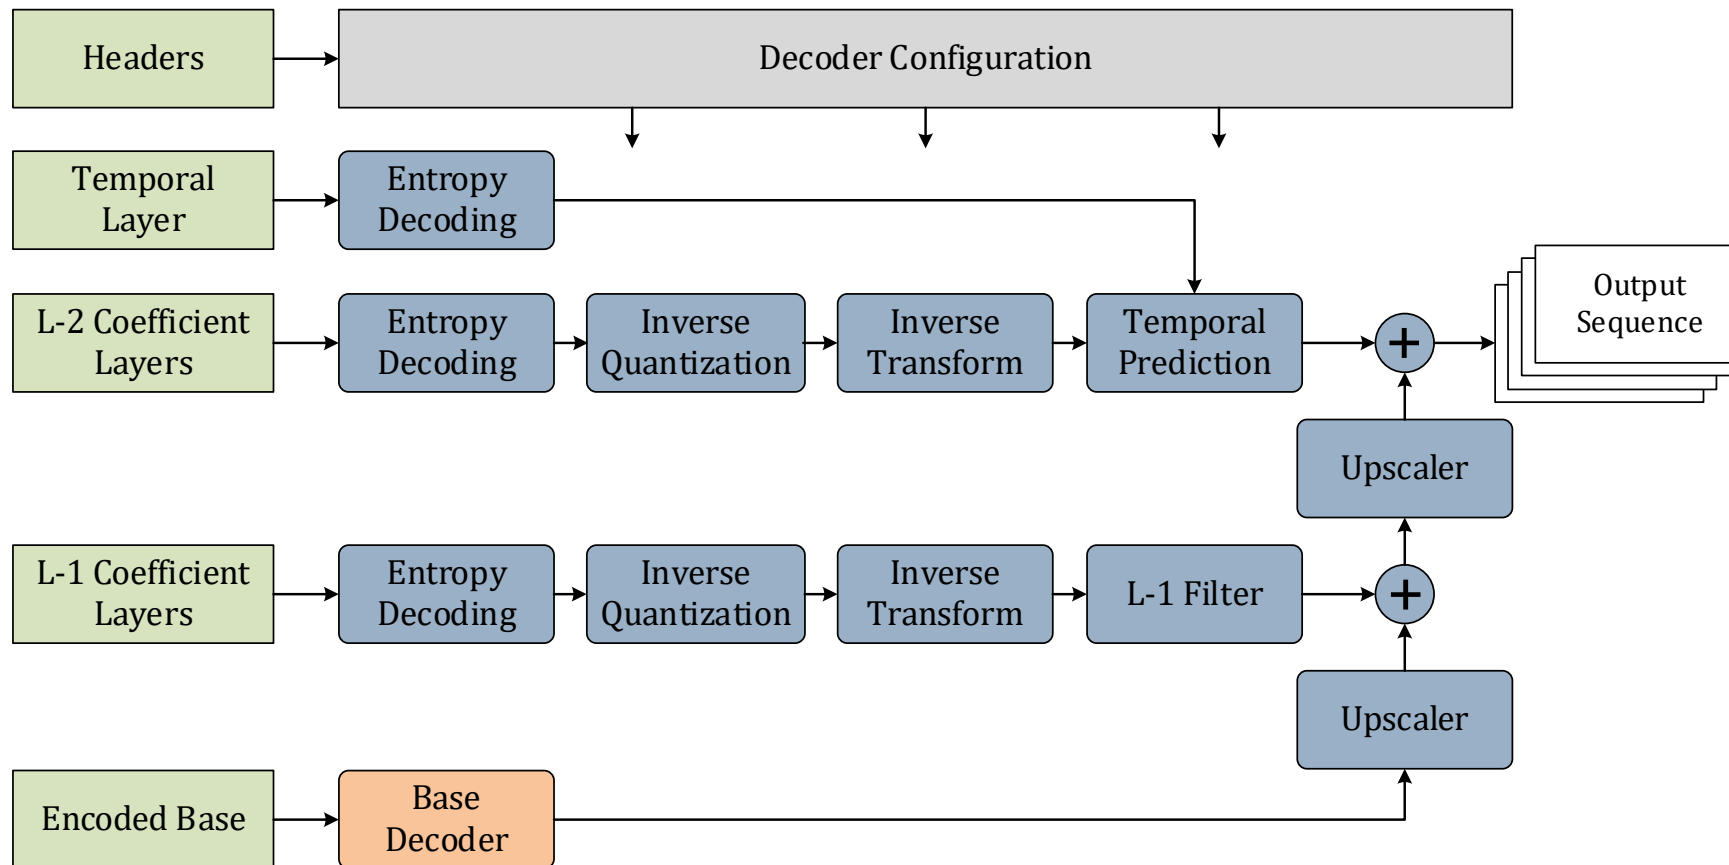 Headers
Decoder Configuration
Temporal
Layer
Entropy
Decoding
L-2 Coefficient
Layers
Entropy
Decoding
Inverse
Quantization
Inverse
Transform
Temporal
Prediction
+
Output
Sequence
Upscaler
L-1 Coefficient
Layers
Entropy
Decoding
Inverse
Quantization
Inverse
Transform
L-1 Filter
+
Upscaler
Encoded Base
Base
Decoder